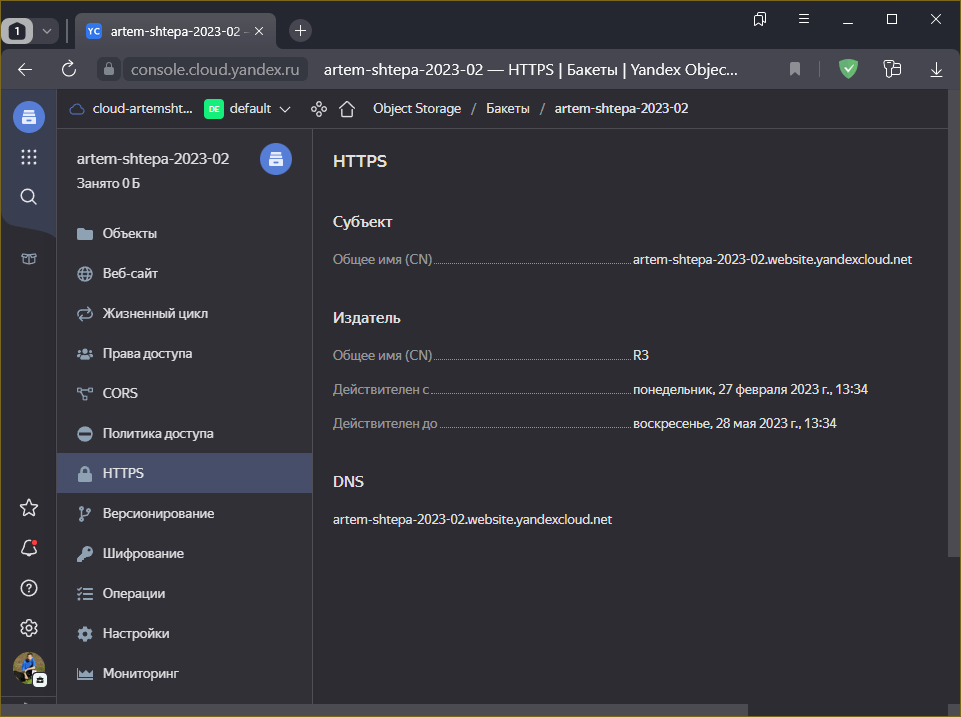 1
YC artem-shtepa-2023-02 -
console.cloud.yandex.ru artem-shtepa-2023-02 — HTTPS | Бакеты | Yandex Objec...
cloud-artemsht... DE default Object Storage / Бакеты / artem-shtepa-2023-02
artem-shtepa-2023-02
Занято 0 Б
Объекты
Веб-сайт
Жизненный цикл
Права доступа
CORS
Политика доступа
HTTPS
Версионирование
Шифрование
Операции
Настройки
Мониторинг
HTTPS
Субъект
Общее имя (CN) artem-shtepa-2023-02.website.yandexcloud.net
Издатель
Общее имя (CN) R3
Действителен с понедельник, 27 февраля 2023 г., 13:34
Действителен до воскресенье, 28 мая 2023 г., 13:34
DNS
artem-shtepa-2023-02.website.yandexcloud.net